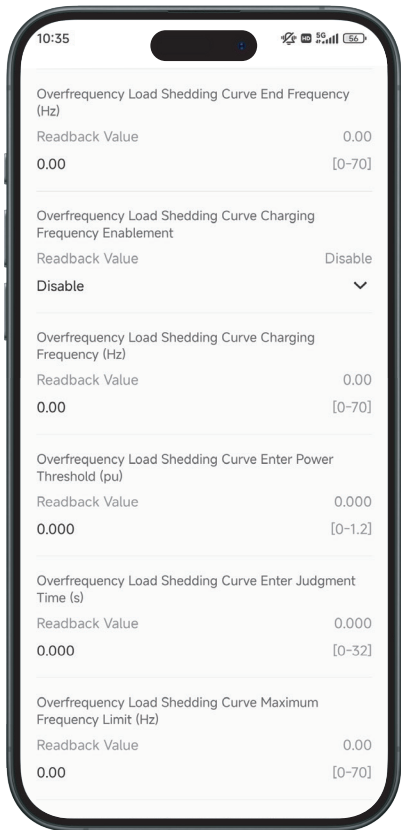 10:35
HD 5G 56
Overfrequency Load Shedding Curve End Frequency
(Hz)
Readback Value 0.00
0.00 [0-70]
Overfrequency Load Shedding Curve Charging
Frequency Enablement
Readback Value Disable
Disable
Overfrequency Load Shedding Curve Charging
Frequency (Hz)
Readback Value 0.00
0.00 [0-70]
Overfrequency Load Shedding Curve Enter Power
Threshold (pu)
Readback Value 0.000
0.000 [0-1.2]
Overfrequency Load Shedding Curve Enter Judgment
Time (s)
Readback Value 0.000
0.000 [0-32]
Overfrequency Load Shedding Curve Maximum
Frequency Limit (Hz)
Readback Value 0.00
0.00 [0-70]